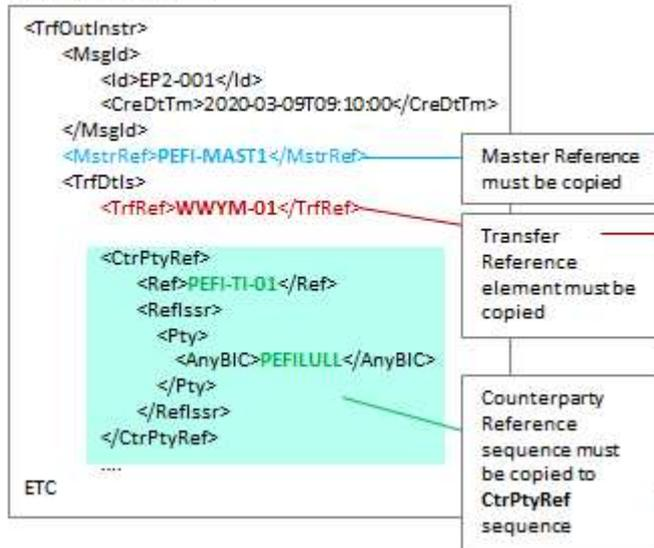 <TrfOutInstr>
<MsgId>
<Id>EP2-001</Id>
<CreDtTm>2020-03-09T09:10:00</CreDtTm>
</MsgId>
<MstrRef>PEFI-MAST1</MstrRef>
<TrfDtls>
<TrfRef>WWYM-01</TrfRef>
<CtrPtyRef>
<Ref>PEFI-TI-01</Ref>
<RefIssr>
<Pty>
<AnyBIC>PEFILULL</AnyBIC>
</Pty>
</RefIssr>
</CtrPtyRef>
....
ETC
Master Reference
must be copied
Transfer
Reference
element must be
copied
Counterparty
Reference
sequence must
be copied to
CtrPtyRef
sequence